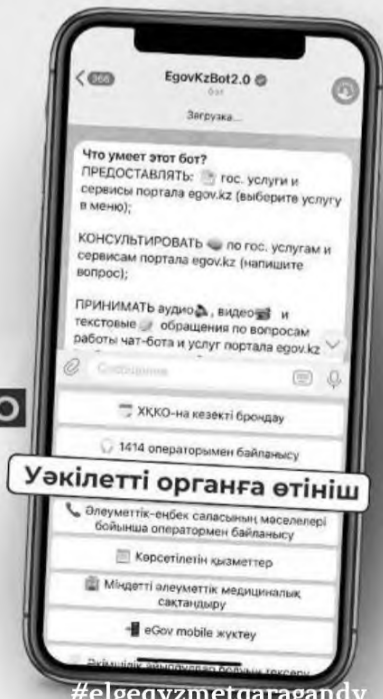 366
EgovKzBot2.0
бот
Загрузка...
Что умеет этот бот?
ПРЕДОСТАВЛЯТЬ: гос. услуги и
сервисы портала egov.kz (выберите услугу
в меню);
КОНСУЛЬТИРОВАТЬ по гос. услугам и
сервисам портала egov.kz (напишите
вопрос);
ПРИНИМАТЬ аудио, видео и
текстовые обращения по вопросам
работы чат-бота и услуг портала egov.kz
Сообщение
О
ХҚКО-на кезекті брондау
1414 операторымен байланысу
Уәкілетті органға өтініш
Әлеуметтік-еңбек саласының мәселелері
бойынша оператормен байланысу
Көрсетілетін қызметтер
Міндетті әлеуметтік медициналық
сақтандыру
eGov mobile жүктеу
#elgeqyzmetqaragandy